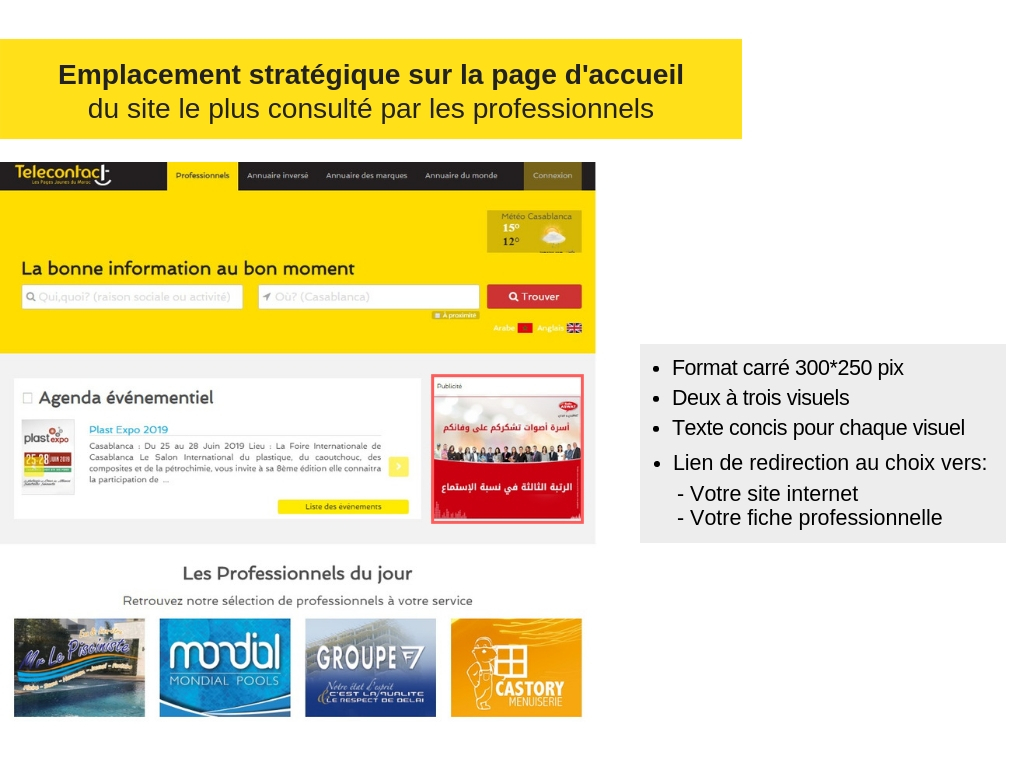 Emplacement stratégique sur la page d'accueil
du site le plus consulté par les professionnels
Telecontact
Les Pages Jaunes du Maroc
Professionnels
Annuaire inversé
Annuaire des marques
Annuaire du monde
Connexion
Météo Casablanca
15°
12°
La bonne information au bon moment
Qui,quoi? (raison sociale ou activité)
Où? (Casablanca)
Trouver
À proximité
Arabe
Anglais
Agenda événementiel
plastexpo
25-28 JUIN 2019
Plast Expo 2019
Casablanca : Du 25 au 28 Juin 2019 Lieu : La Foire Internationale de
Casablanca Le Salon International du plastique, du caoutchouc, des
composites et de la pétrochimie, vous invite à sa 8ème édition elle connaitra
la participation de ...
Liste des événements
Publicité
أسرة أصوات تشكركم على وفائكم
الرتبة الثالثة في نسبة الإستماع
Format carré 300*250 pix
Deux à trois visuels
Texte concis pour chaque visuel
Lien de redirection au choix vers:
- Votre site internet
- Votre fiche professionnelle
Les Professionnels du jour
Retrouvez notre sélection de professionnels à votre service
Mr Le Pisciniste
mondial
MONDIAL POOLS
GROUPE F7
Notre état d'esprit
C'EST LA QUALITE
LE RESPECT DE DELAI
CASTORY
MENUISERIE